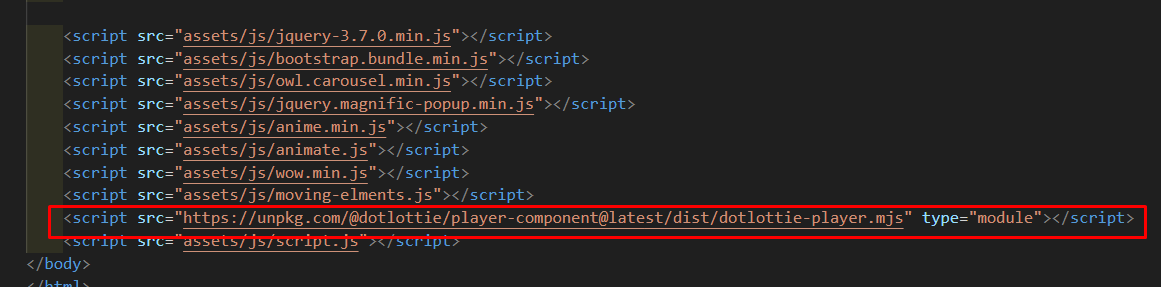 <script src="assets/js/jquery-3.7.0.min.js"></script>
<script src="assets/js/bootstrap.bundle.min.js"></script>
<script src="assets/js/owl.carousel.min.js"></script>
<script src="assets/js/jquery.magnific-popup.min.js"></script>
<script src="assets/js/anime.min.js"></script>
<script src="assets/js/animate.js"></script>
<script src="assets/js/wow.min.js"></script>
<script src="assets/js/moving-elments.js"></script>
<script src="https://unpkg.com/@dotlottie/player-component@latest/dist/dotlottie-player.mjs" type="module"></script>
<script src="assets/js/script.js"></script>
</body>
</html>